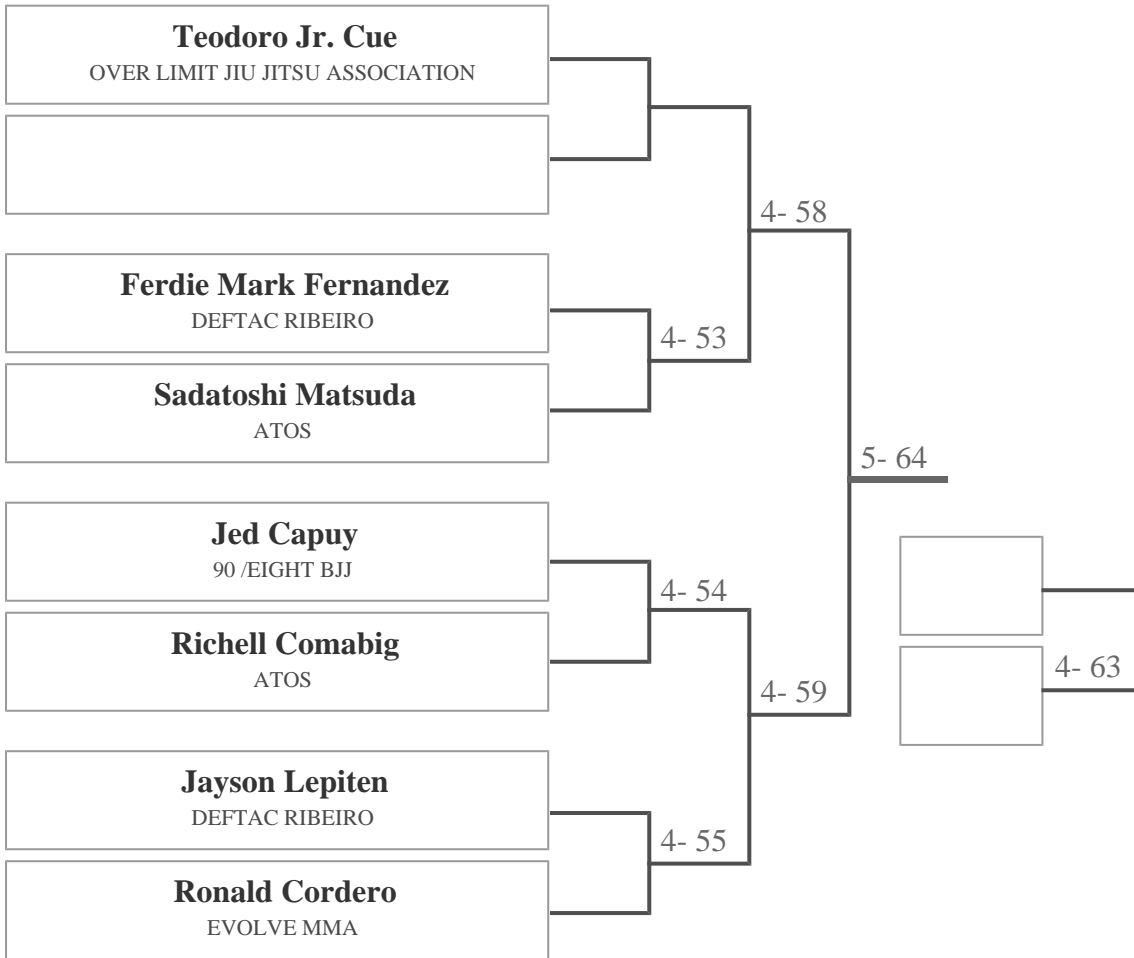 Teodoro Jr. Cue
OVER LIMIT JIU JITSU ASSOCIATION
4- 58
Ferdie Mark Fernandez
DEFTAC RIBEIRO
4- 53
Sadatoshi Matsuda
ATOS
5- 64
Jed Capuy
90 /EIGHT BJJ
4- 54
Richell Comabig
ATOS
4- 63
4- 59
Jayson Lepiten
DEFTAC RIBEIRO
4- 55
Ronald Cordero
EVOLVE MMA